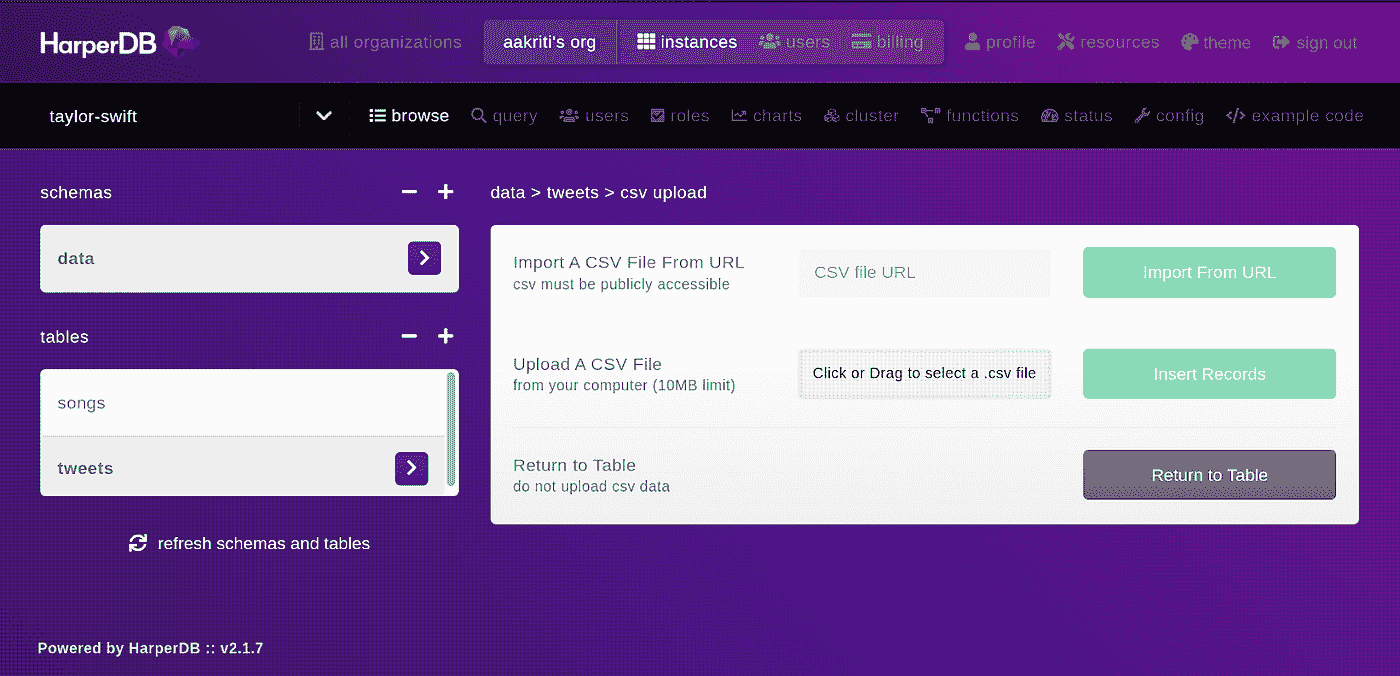 HarperDB
all organizations
aakriti's org
instances
users
billing
profile
resources
theme
sign out
taylor-swift
browse
query
users
roles
charts
cluster
functions
status
config
</> example code
schemas
data
tables
songs
tweets
refresh schemas and tables
data > tweets > csv upload
Import A CSV File From URL
csv must be publicly accessible
CSV file URL
Import From URL
Upload A CSV File
from your computer (10MB limit)
Click or Drag to select a .csv file
Insert Records
Return to Table
do not upload csv data
Return to Table
Powered by HarperDB :: v2.1.7